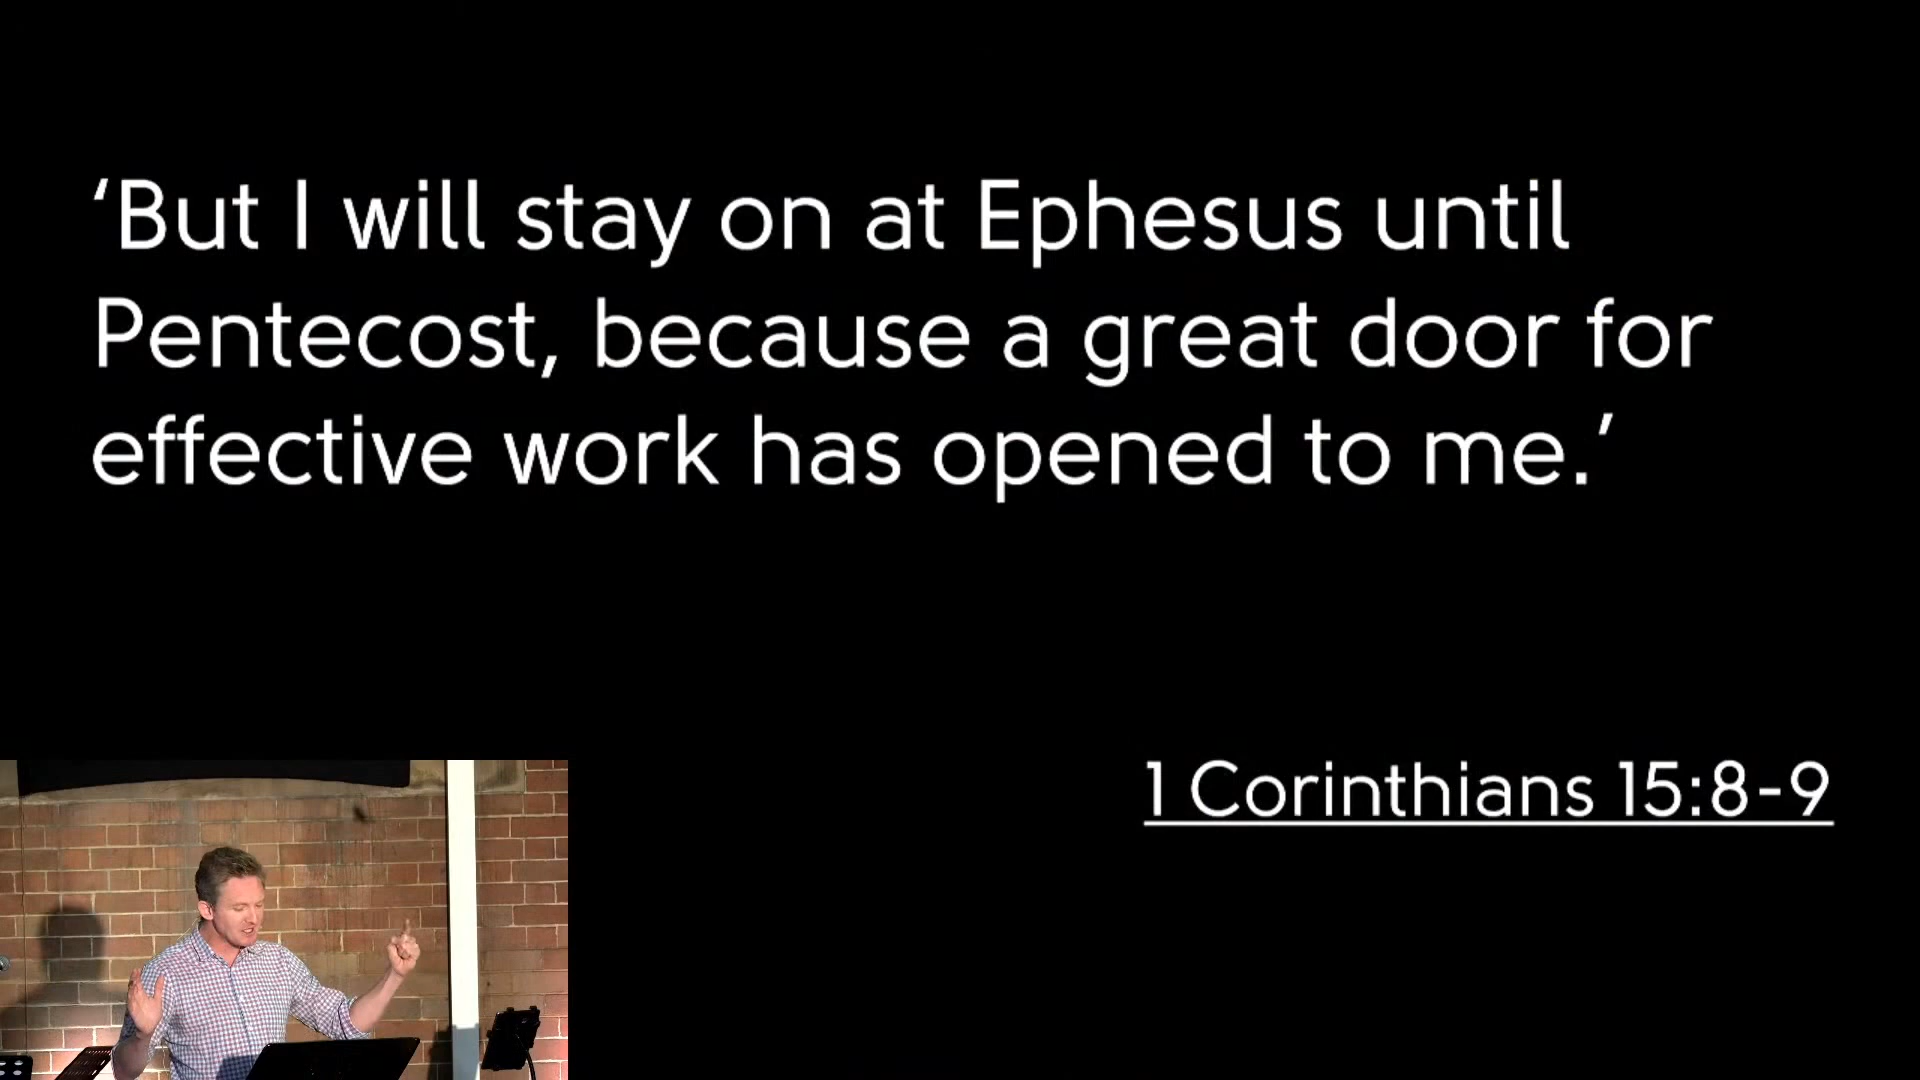 ‘But I will stay on at Ephesus until
Pentecost, because a great door for
effective work has opened to me.’
1 Corinthians 15:8-9